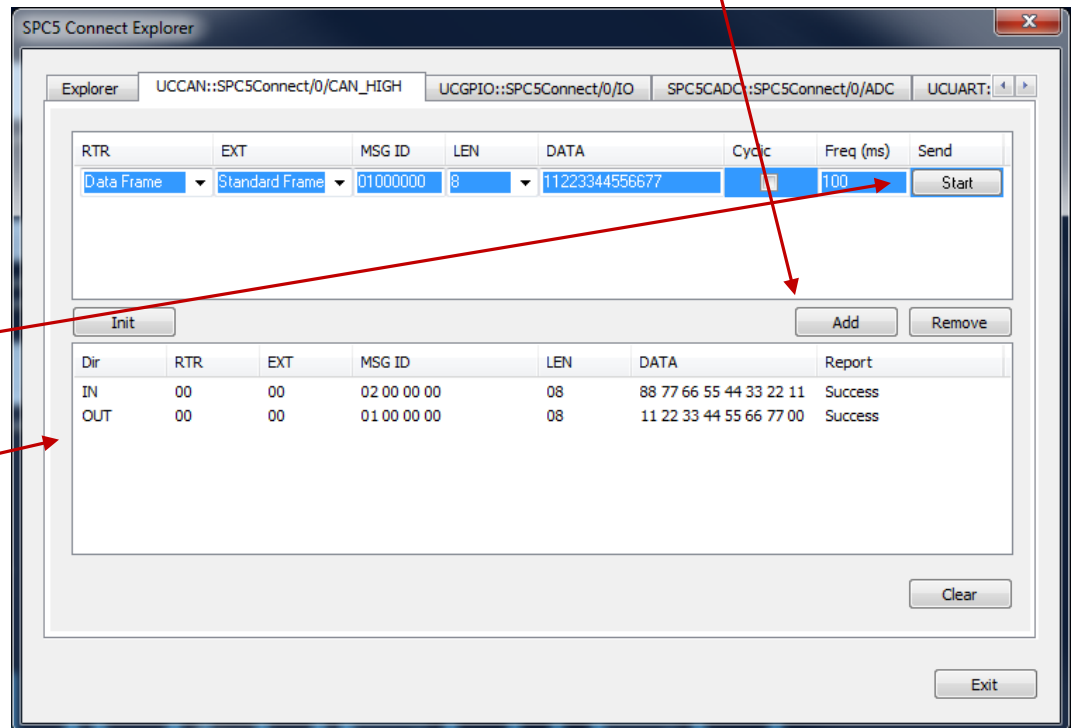 SPC5 Connect Explorer
Explorer UCCAN::SPC5Connect/0/CAN_HIGH UCGPIO::SPC5Connect/0/IO SPC5CADC::SPC5Connect/0/ADC UCUART:
RTR EXT MSG ID LEN DATA Cyclic Freq (ms) Send
Data Frame Standard Frame 01000000 8 11223344556677 100 Start
Init Add Remove
Dir RTR EXT MSG ID LEN DATA Report
IN 00 00 02 00 00 00 08 88 77 66 55 44 33 22 11 Success
OUT 00 00 01 00 00 00 08 11 22 33 44 55 66 77 00 Success
Clear
Exit